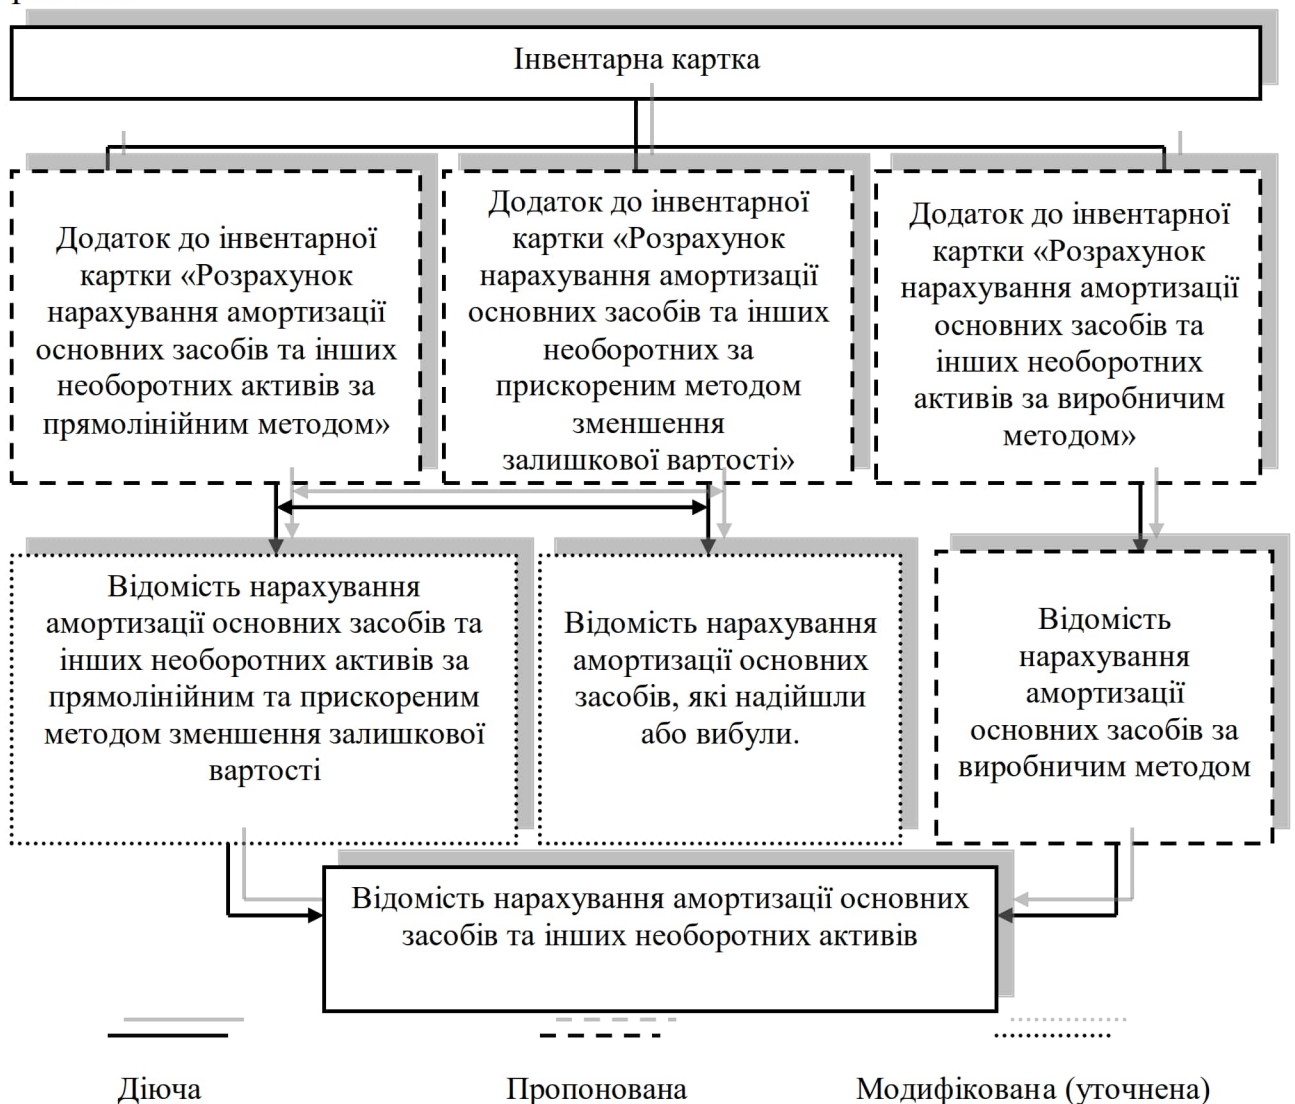 Інвентарна картка
Додаток до інвентарної
картки «Розрахунок
нарахування амортизації
основних засобів та інших
необоротних активів за
прямолінійним методом»
Додаток до інвентарної
картки «Розрахунок
нарахування амортизації
основних засобів та інших
необоротних за
прискореним методом
зменшення
залишкової вартості»
Додаток до інвентарної
картки «Розрахунок
нарахування амортизації
основних засобів та
інших необоротних
активів за виробничим
методом»
Відомість нарахування
амортизації основних засобів та
інших необоротних активів за
прямолінійним та прискореним
методом зменшення залишкової
вартості
Відомість нарахування
амортизації основних
засобів, які надійшли
або вибули.
Відомість
нарахування
амортизації
основних засобів за
виробничим методом
Відомість нарахування амортизації основних
засобів та інших необоротних активів
Діюча
Пропонована
Модифікована (уточнена)